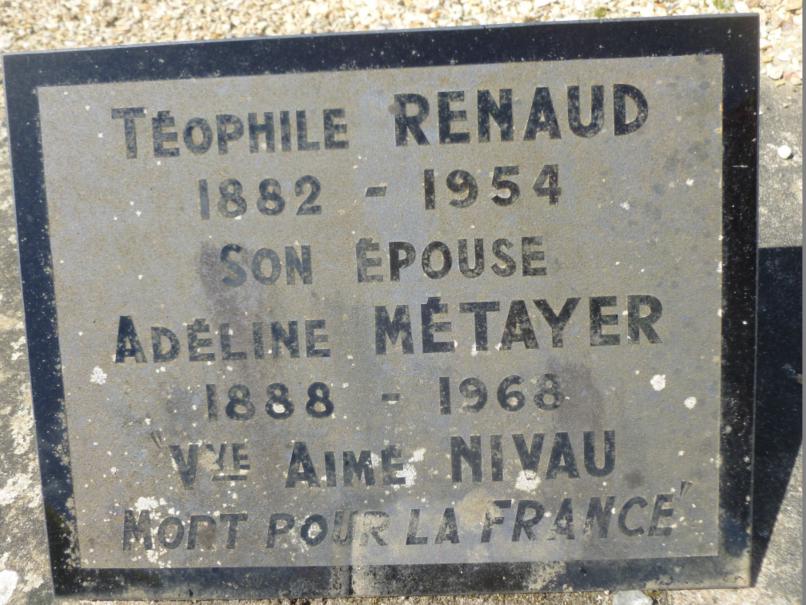 TÉOPHILE RENAUD
1882 - 1954
SON ÉPOUSE
ADÉLINE MÉTAYER
1888 - 1968
"VVE AIMÉ NIVAU
MORT POUR LA FRANCE"